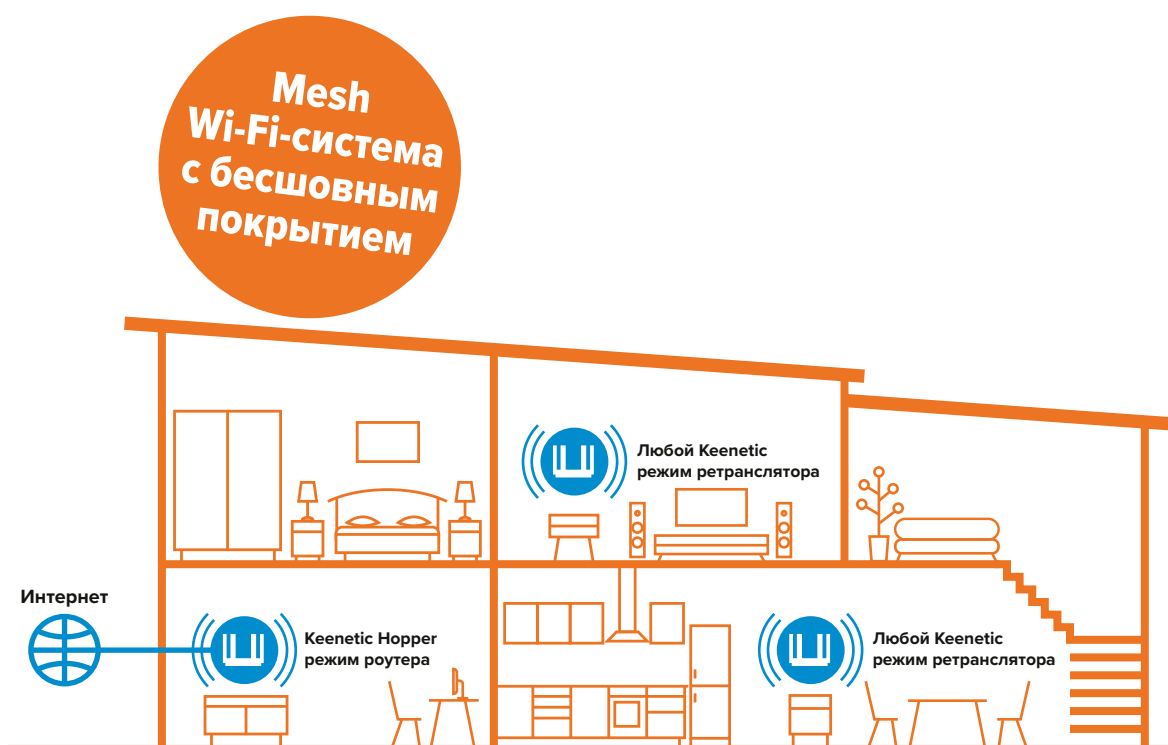 Mesh
Wi-Fi-система
с бесшовным
покрытием
Любой Keenetic
режим ретранслятора
Интернет
Keenetic Hopper
режим роутера
Любой Keenetic
режим ретранслятора